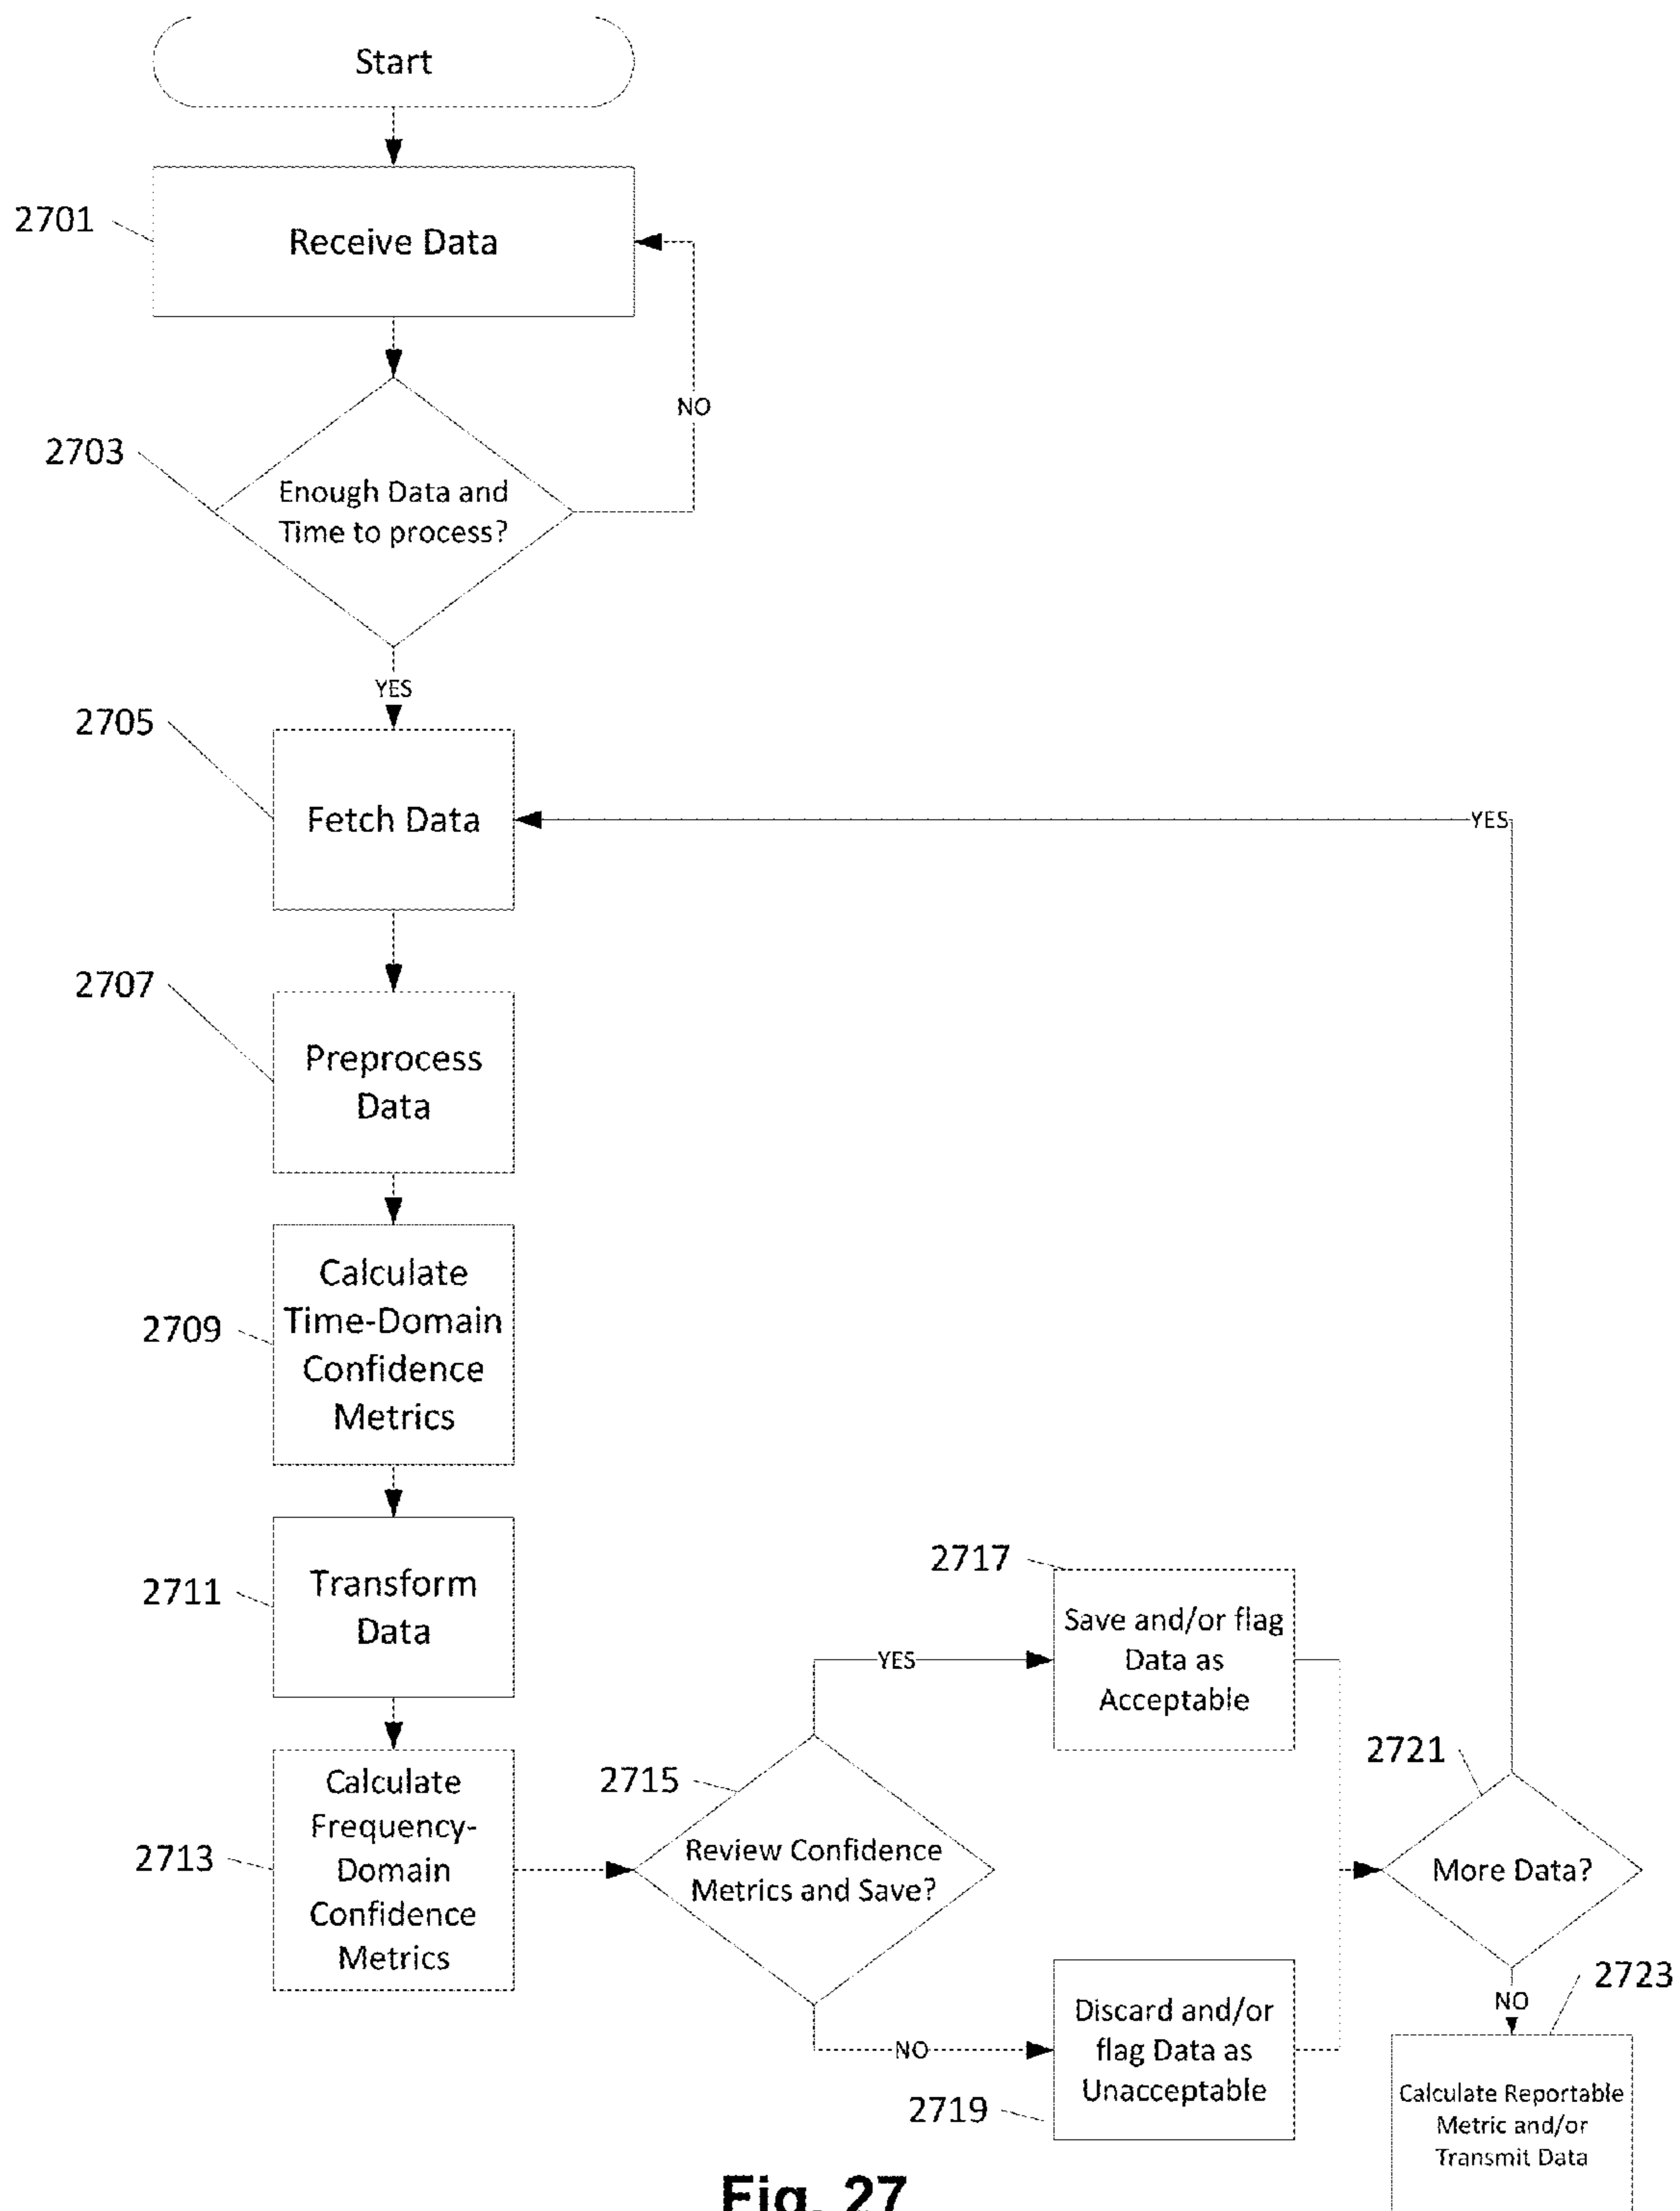 Start
2701
Receive Data
NO
2703
Enough Data and
Time to process?
YES
2705
Fetch Data
YES
2707
Preprocess
Data
2709
Calculate
Time-Domain
Confidence
Metrics
2711
Transform
Data
2713
Calculate
Frequency-
Domain
Confidence
Metrics
2715
Review Confidence
Metrics and Save?
YES
2717
Save and/or flag
Data as
Acceptable
NO
2719
Discard and/or
flag Data as
Unacceptable
2721
More Data?
NO
2723
Calculate Reportable
Metric and/or
Transmit Data
Fig. 27